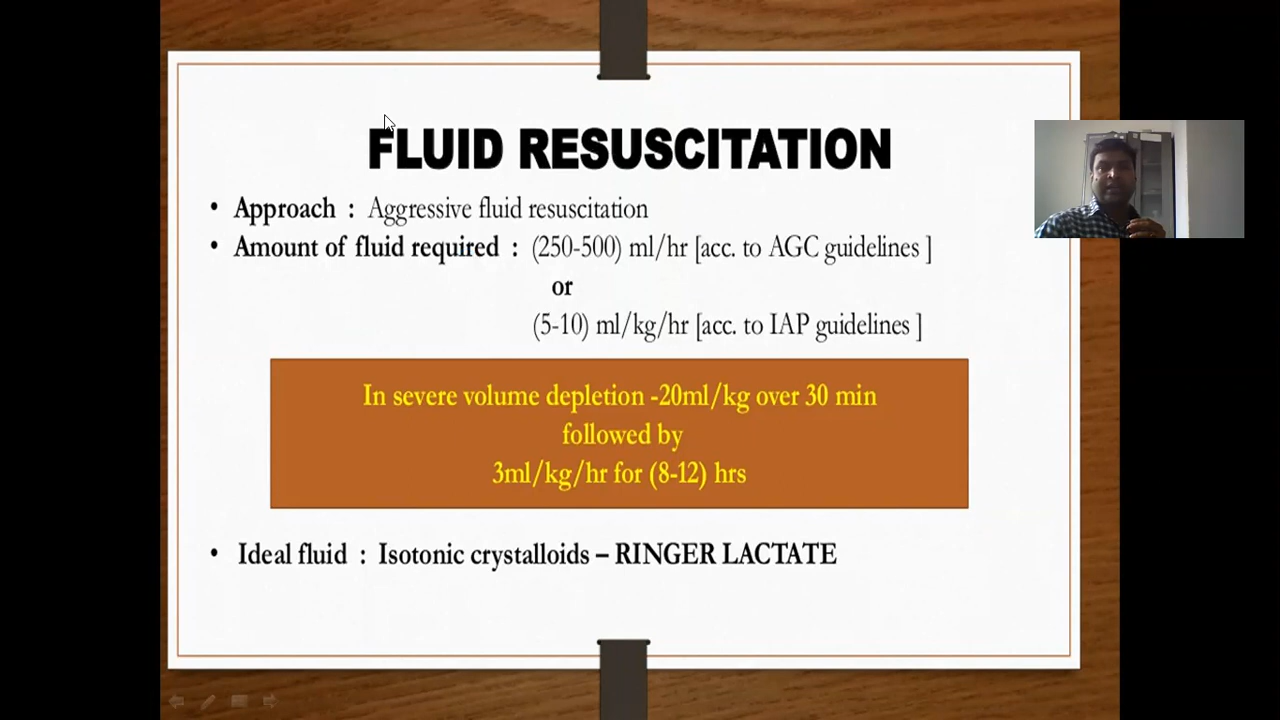 FLUID RESUSCITATION
• Approach : Aggressive fluid resuscitation
• Amount of fluid required : (250-500) ml/hr [acc. to AGC guidelines ]
or
(5-10) ml/kg/hr [acc. to IAP guidelines ]
In severe volume depletion -20ml/kg over 30 min
followed by
3ml/kg/hr for (8-12) hrs
• Ideal fluid : Isotonic crystalloids – RINGER LACTATE